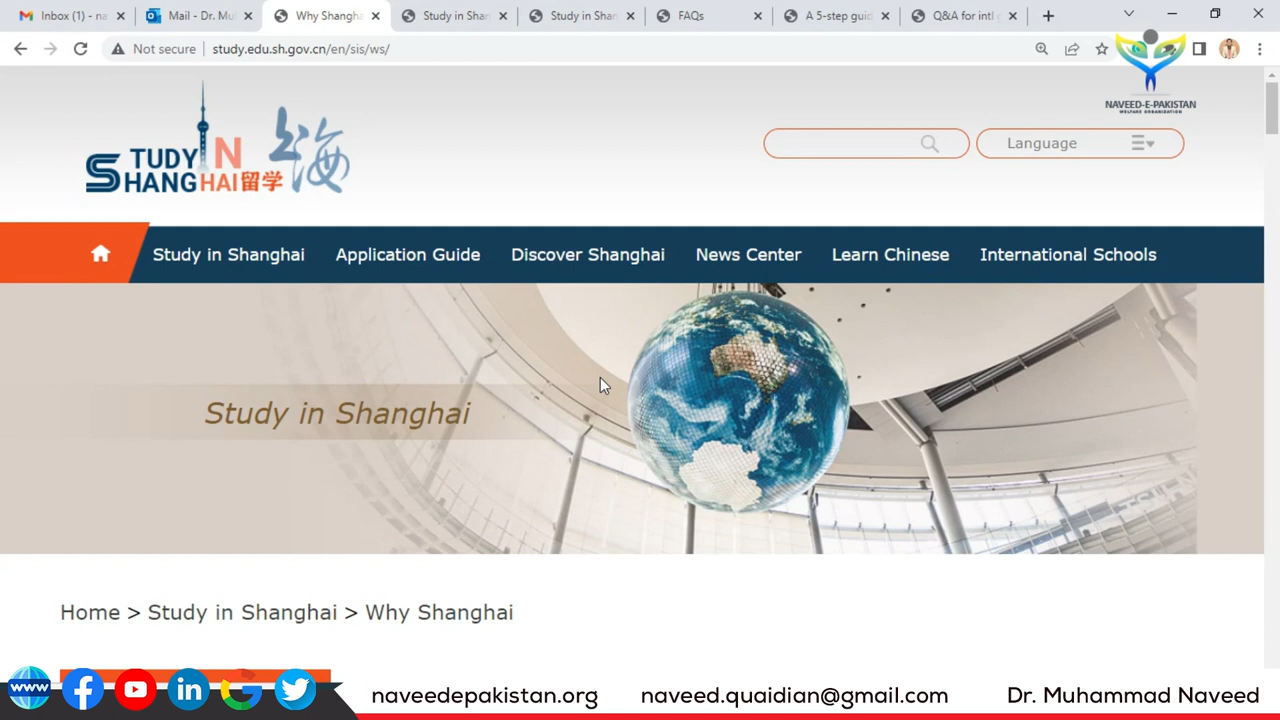 Inbox (1) - na
Mail - Dr. Mu
Why Shangha
Study in Shan
Study in Shan
FAQs
A 5-step guid
Q&A for intl
Not secure
study.edu.sh.gov.cn/en/sis/ws/
NAVEED-E-PAKISTAN
WELFARE ORGANIZATION
STUDY IN
SHANGHAI留学
上海
Language
Study in Shanghai
Application Guide
Discover Shanghai
News Center
Learn Chinese
International Schools
Study in Shanghai
Home > Study in Shanghai > Why Shanghai
www
naveedepakistan.org
naveed.quaidian@gmail.com
Dr. Muhammad Naveed